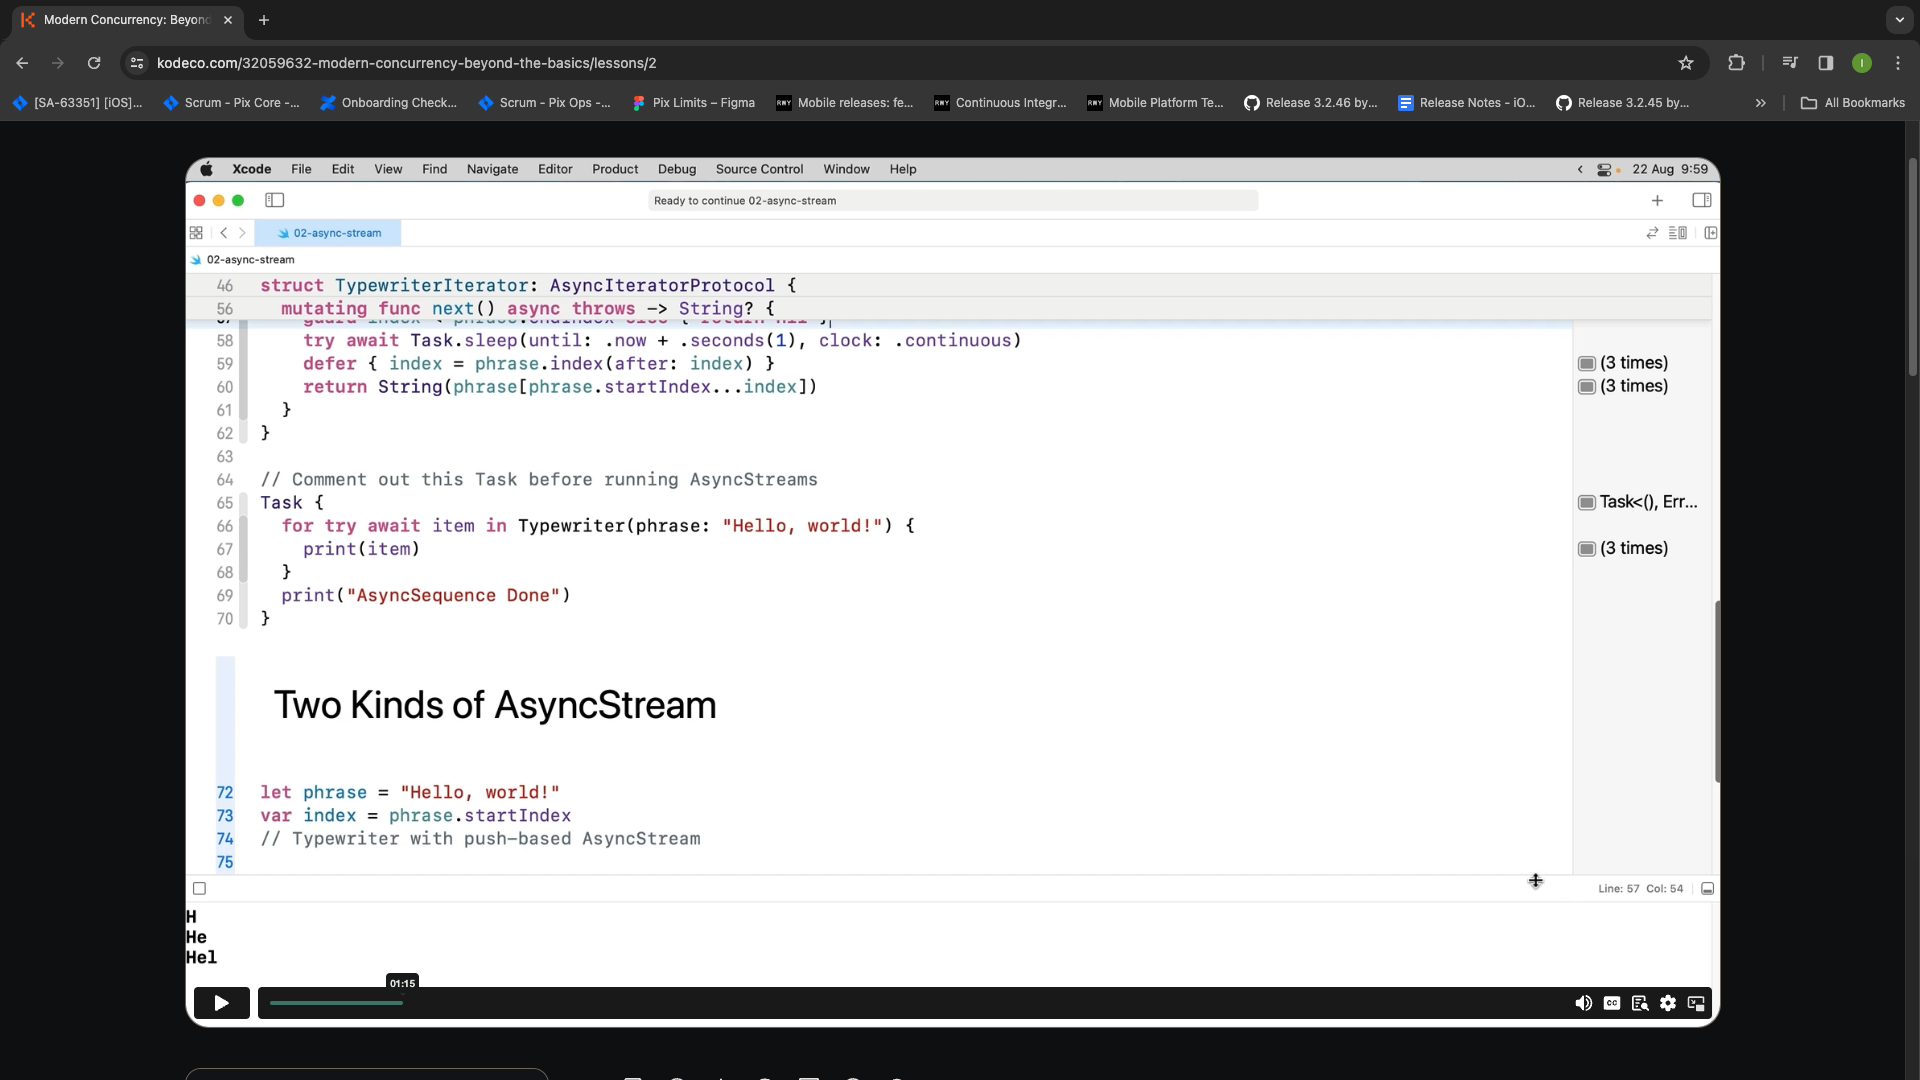 Modern Concurrency: Beyond
kodeco.com/32059632-modern-concurrency-beyond-the-basics/lessons/2
I
[SA-63351] [iOS]...
Scrum - Pix Core -...
Onboarding Check...
Scrum - Pix Ops -...
Pix Limits – Figma
Mobile releases: fe...
Continuous Integr...
Mobile Platform Te...
Release 3.2.46 by...
Release Notes - iO...
Release 3.2.45 by...
All Bookmarks
Xcode File Edit View Find Navigate Editor Product Debug Source Control Window Help
22 Aug 9:59
Ready to continue 02-async-stream
02-async-stream
02-async-stream
46 struct TypewriterIterator: AsyncIteratorProtocol {
56 mutating func next() async throws -> String? {
58 try await Task.sleep(until: .now + .seconds(1), clock: .continuous)
59 defer { index = phrase.index(after: index) }
(3 times)
60 return String(phrase[phrase.startIndex...index])
(3 times)
61 }
62 }
63
64 // Comment out this Task before running AsyncStreams
65 Task {
Task<(), Err...
66 for try await item in Typewriter(phrase: "Hello, world!") {
67 print(item)
(3 times)
68 }
69 print("AsyncSequence Done")
70 }
Two Kinds of AsyncStream
72 let phrase = "Hello, world!"
73 var index = phrase.startIndex
74 // Typewriter with push-based AsyncStream
75
Line: 57 Col: 54
H
He
Hel
01:15
CC